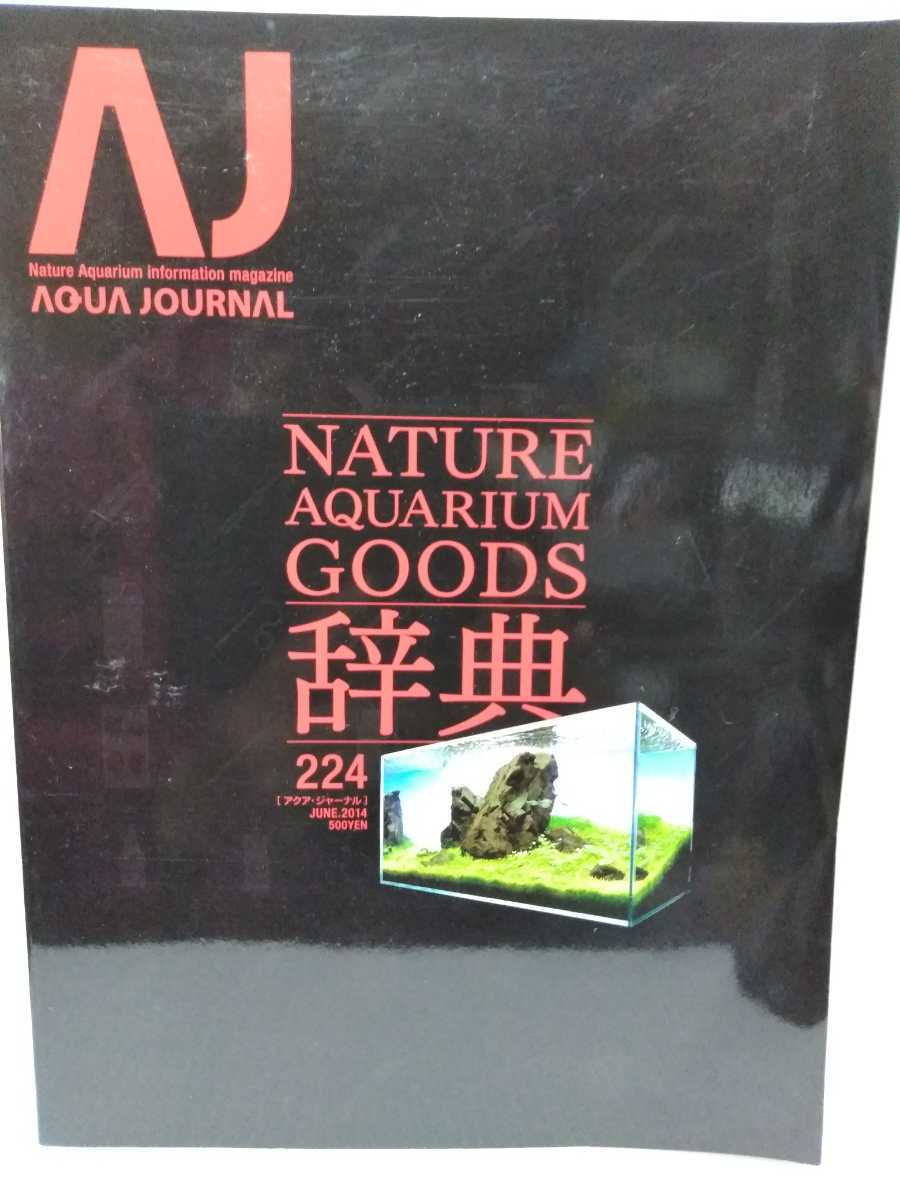 AJ
Nature Aquarium information magazine
AQUA JOURNAL
NATURE
AQUARIUM
GOODS
辞典
224
[アクア・ジャーナル]
JUNE.2014
500YEN